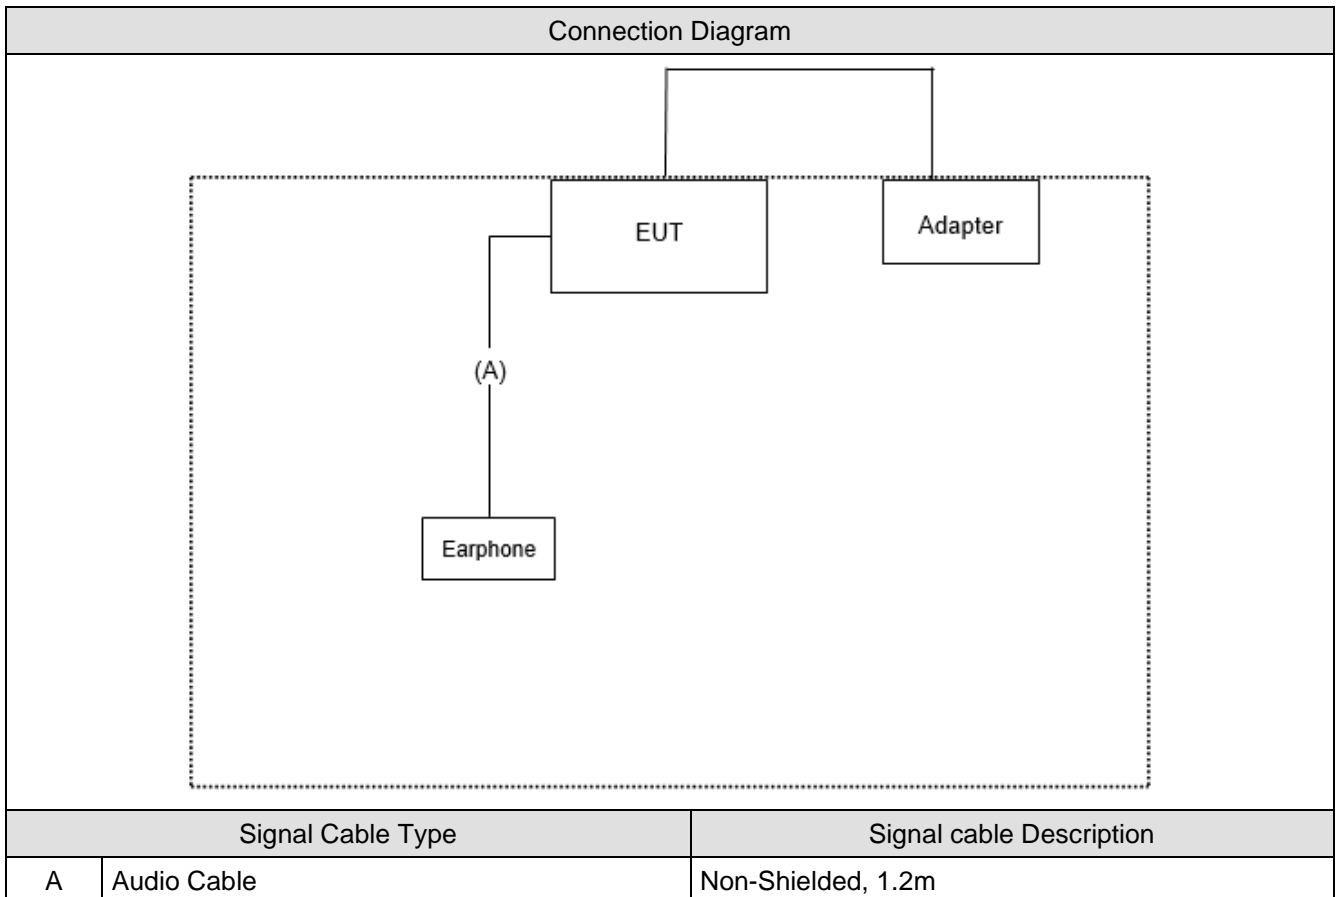 Connection Diagram
EUT
Adapter
(A)
Earphone
Signal Cable Type
Signal cable Description
A
Audio Cable
Non-Shielded, 1.2m